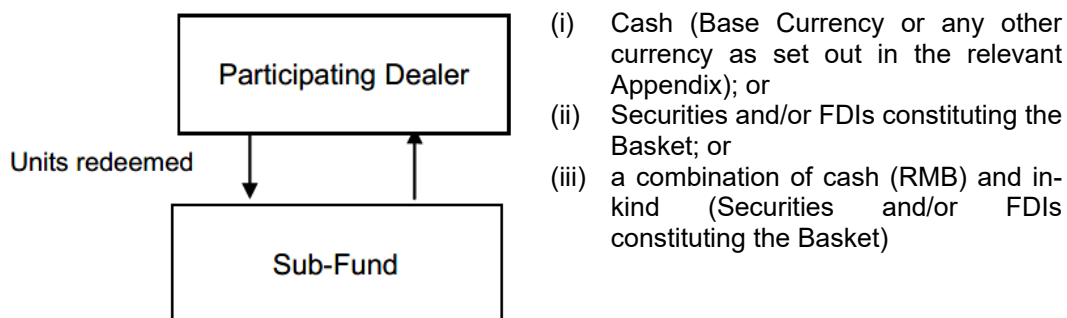 Participating Dealer
Units redeemed
Sub-Fund
(i) Cash (Base Currency or any other
currency as set out in the relevant
Appendix); or
(ii) Securities and/or FDIs constituting the
Basket; or
(iii) a combination of cash (RMB) and in-
kind (Securities and/or FDIs
constituting the Basket)